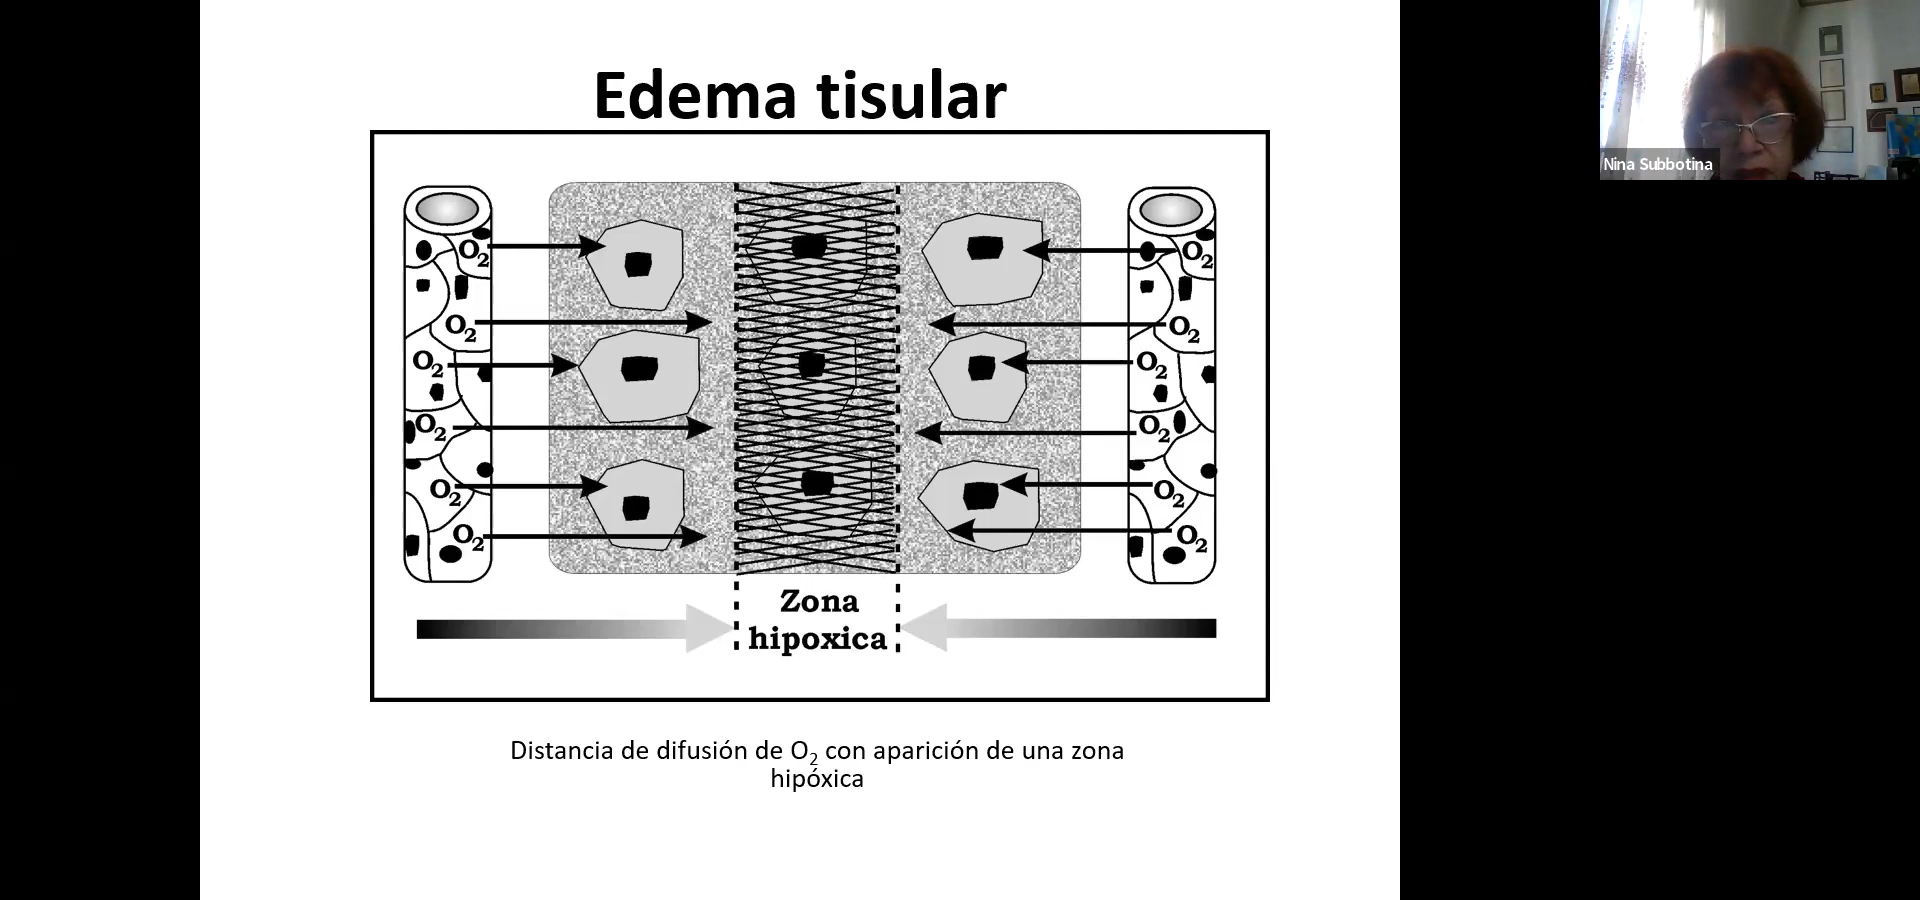 Edema tisular
Nina Subbotina
O₂ O₂
O₂ O₂
O₂ O₂
O₂ O₂
O₂ O₂
O₂ O₂
Zona
hipoxica
Distancia de difusión de O₂ con aparición de una zona
hipóxica